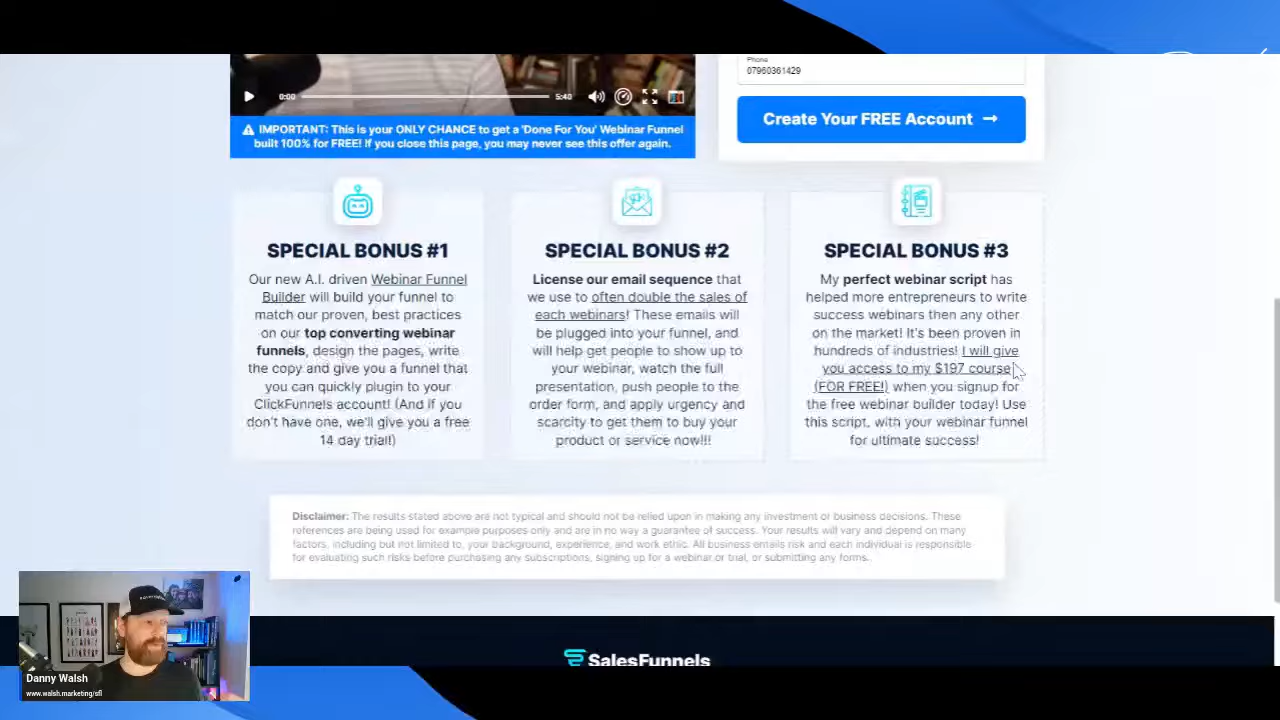 Phone
07960361429
0:00
5:40
Create Your FREE Account →
IMPORTANT: This is your ONLY CHANCE to get a 'Done For You' Webinar Funnel
built 100% for FREE! If you close this page, you may never see this offer again.
SPECIAL BONUS #1
Our new A.I. driven Webinar Funnel
Builder will build your funnel to
match our proven, best practices
on our top converting webinar
funnels, design the pages, write
the copy and give you a funnel that
you can quickly plugin to your
ClickFunnels account! (And if you
don't have one, we'll give you a free
14 day trial!)
SPECIAL BONUS #2
License our email sequence that
we use to often double the sales of
each webinars! These emails will
be plugged into your funnel, and
will help get people to show up to
your webinar, watch the full
presentation, push people to the
order form, and apply urgency and
scarcity to get them to buy your
product or service now!!!
SPECIAL BONUS #3
My perfect webinar script has
helped more entrepreneurs to write
success webinars then any other
on the market! It's been proven in
hundreds of industries! I will give
you access to my $197 course
(FOR FREE!) when you signup for
the free webinar builder today! Use
this script, with your webinar funnel
for ultimate success!
Disclaimer: The results stated above are not typical and should not be relied upon in making any investment or business decisions. These
references are being used for example purposes only and are in no way a guarantee of success. Your results will vary and depend on many
factors, including but not limited to, your background, experience, and work ethic. All business emails risk and each individual is responsible
for evaluating such risks before purchasing any subscriptions, signing up for a webinar or trial, or submitting any forms.
SalesFunnels
Danny Walsh
www.walsh.marketing/sfl